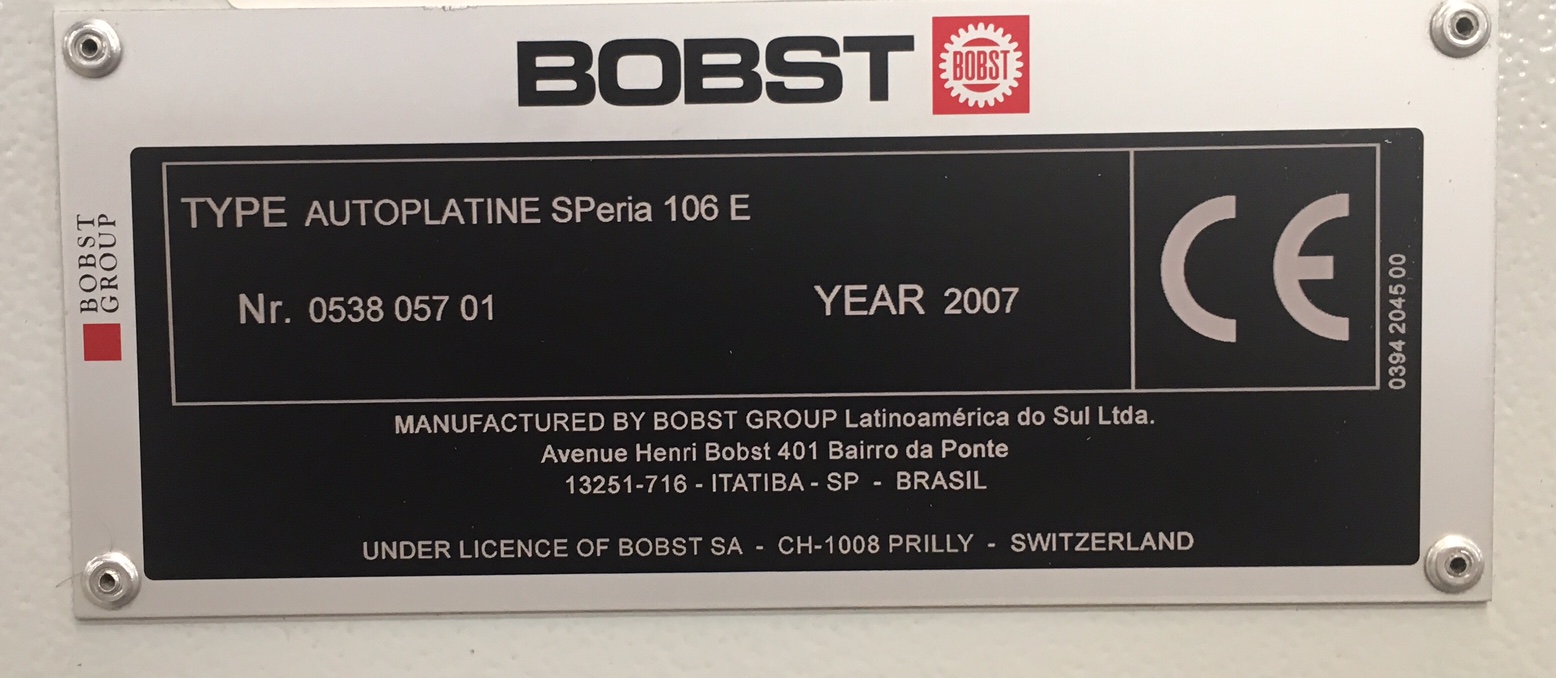 BOBST BOBST
BOBST
GROUP
TYPE AUTOPLATINE SPeria 106 E
Nr. 0538 057 01 YEAR 2007
CE
0394 2045 00
MANUFACTURED BY BOBST GROUP Latinoamérica do Sul Ltda.
Avenue Henri Bobst 401 Bairro da Ponte
13251-716 - ITATIBA - SP - BRASIL
UNDER LICENCE OF BOBST SA - CH-1008 PRILLY - SWITZERLAND